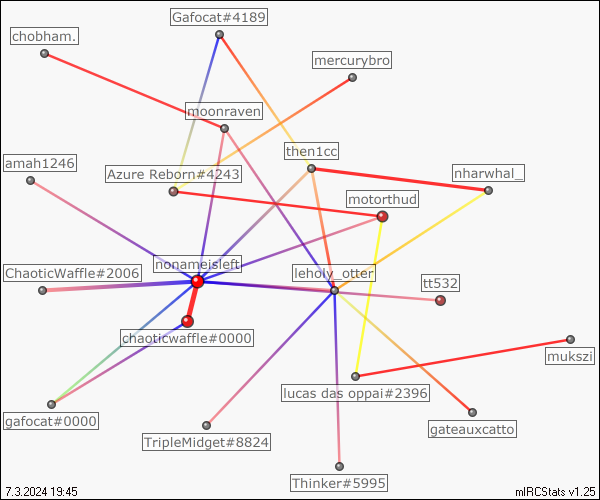 Gafocat#4189
chobham.
mercurybro
moonraven
then1cc
amah1246
Azure Reborn#4243
nharwhal_
motorthud
nonameisleft
ChaoticWaffle#2006
leholy_otter
tt532
chaoticwaffle#0000
mukszi
lucas das oppai#2396
gafocat#0000
gateauxcatto
TripleMidget#8824
Thinker#5995
7.3.2024 19:45
mIRCStats v1.25